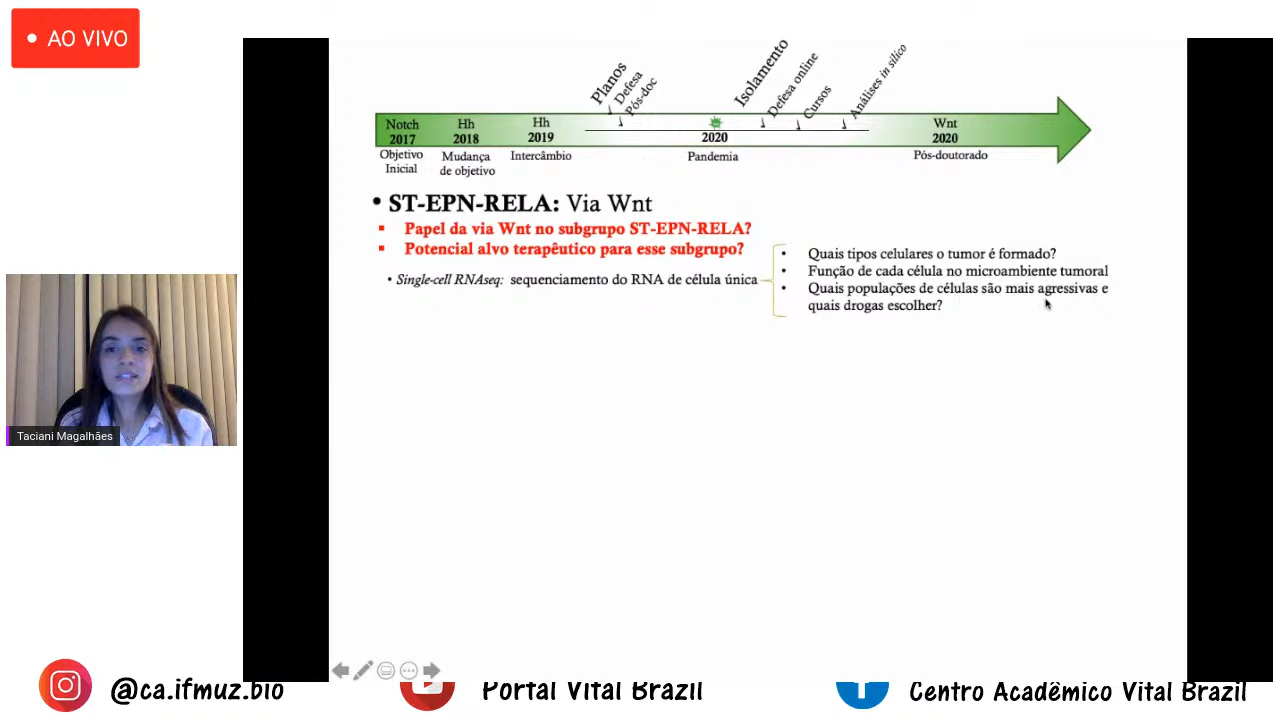 AO VIVO
Planos
Defesa
Pós-doc
Isolamento
Defesa online
Cursos
Análises in silico
Notch
2017
Hh
2018
Hh
2019
2020
Wnt
2020
Objetivo
Inicial
Mudança
de objetivo
Intercâmbio
Pandemia
Pós-doutorado
• ST-EPN-RELA: Via Wnt
▪ Papel da via Wnt no subgrupo ST-EPN-RELA?
▪ Potencial alvo terapêutico para esse subgrupo?
• Single-cell RNAseq: sequenciamento do RNA de célula única
• Quais tipos celulares o tumor é formado?
• Função de cada célula no microambiente tumoral
• Quais populações de células são mais agressivas e
quais drogas escolher?
Taciani Magalhães
@ca.ifmuz.bio
Portal Vital Brazil
Centro Acadêmico Vital Brazil